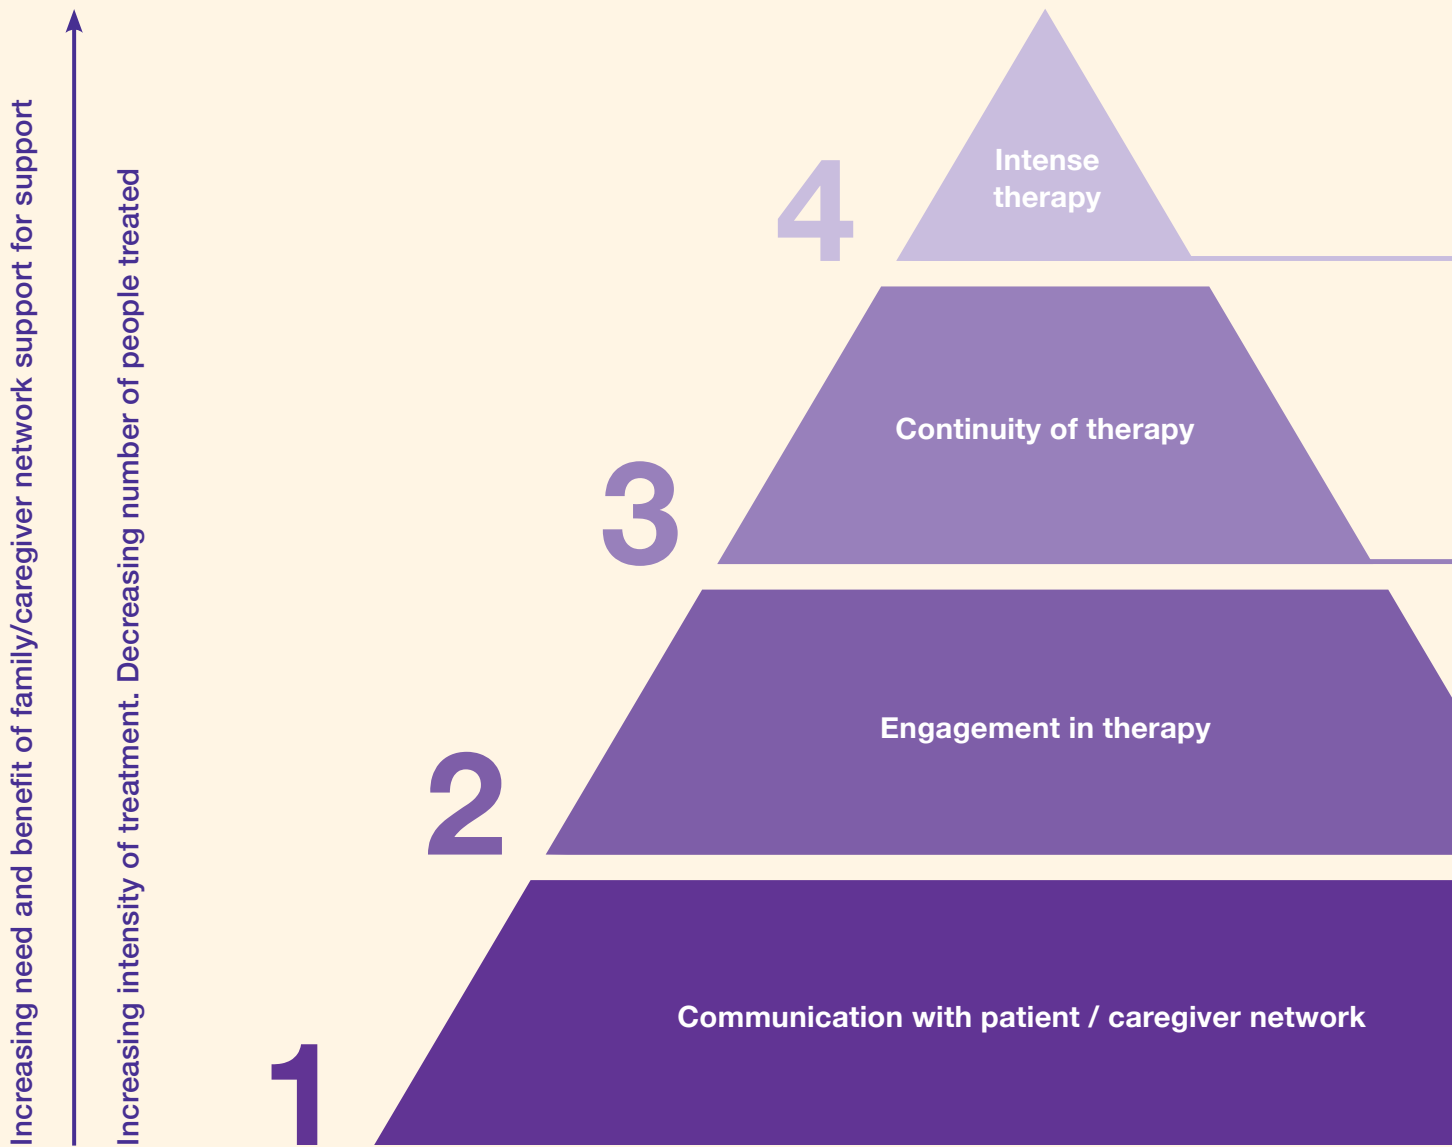 Increasing need and benefit of family/caregiver network support for support
Increasing intensity of treatment. Decreasing number of people treated
4
Intense
therapy
3
Continuity of therapy
2
Engagement in therapy
1
Communication with patient / caregiver network